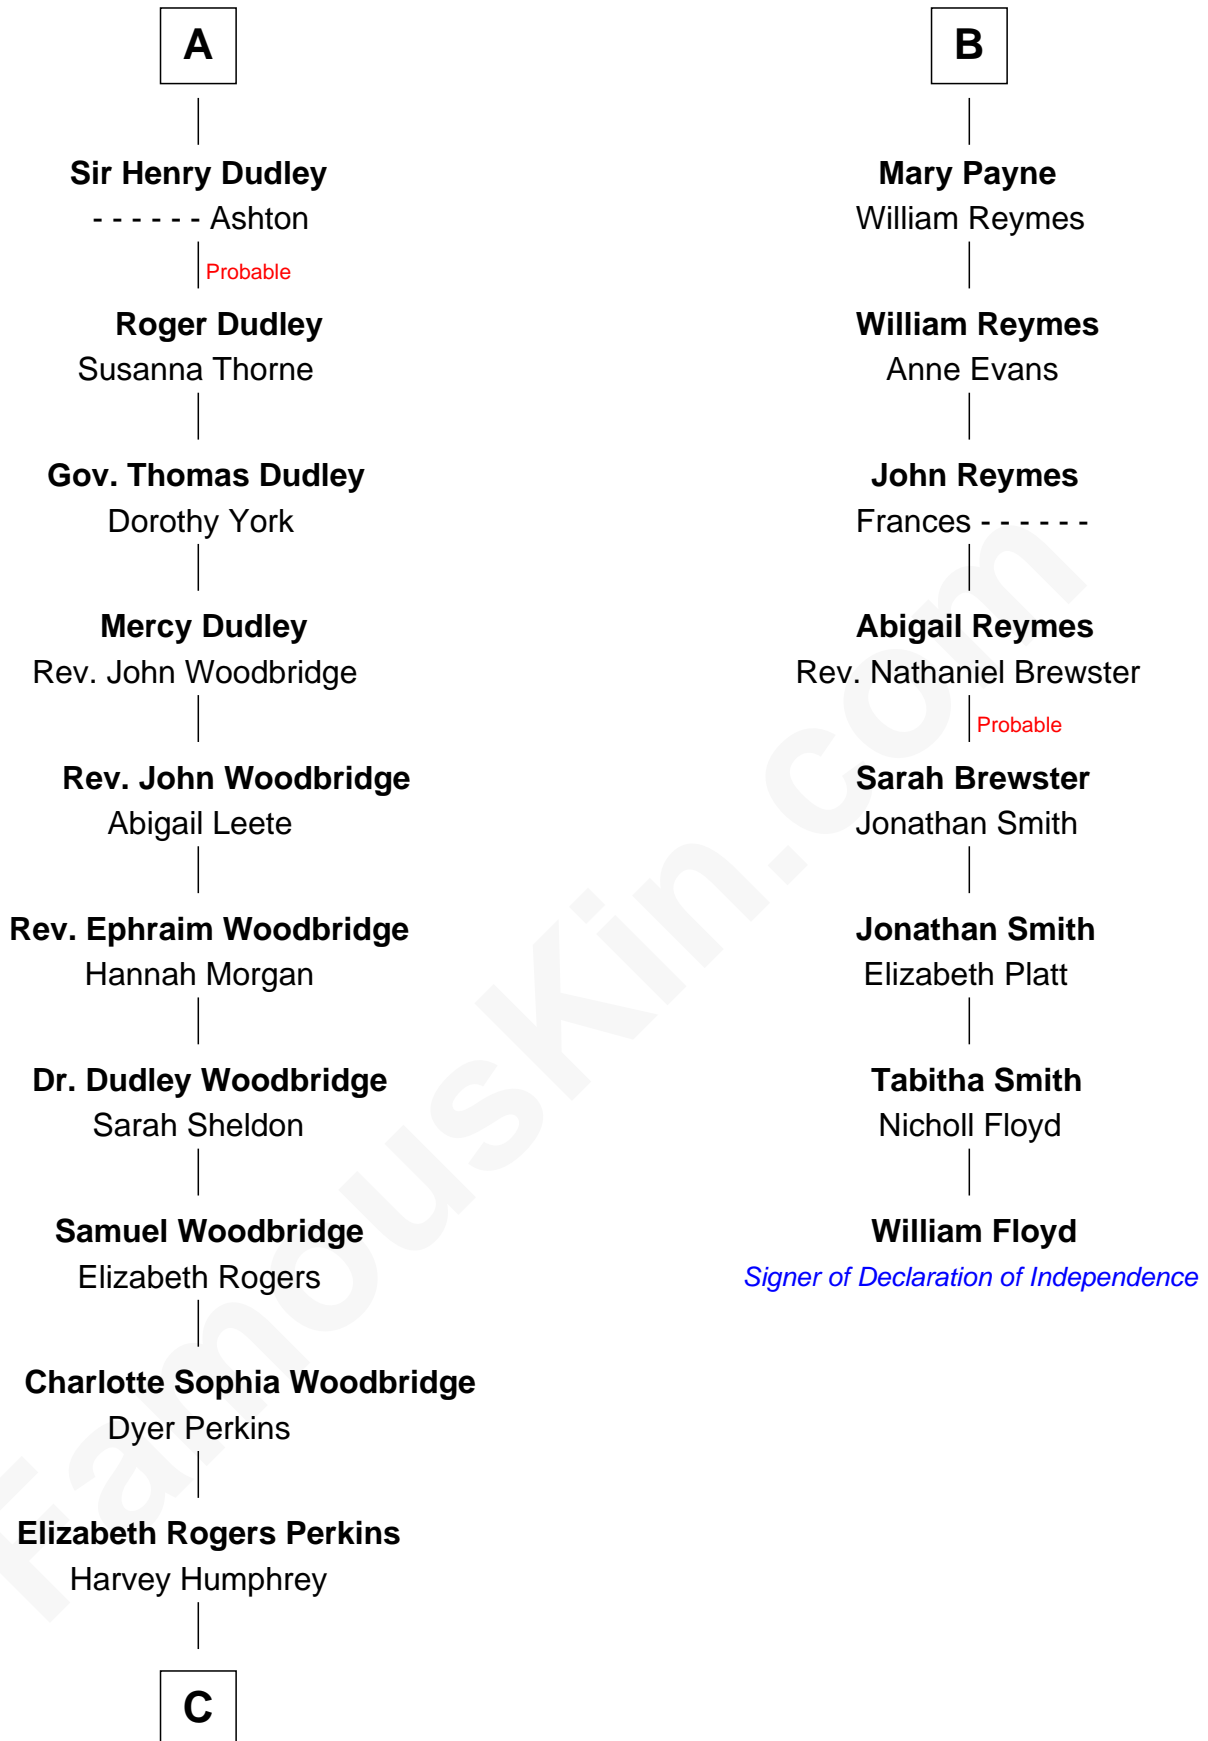 A
Sir Henry Dudley
- - - - - - Ashton
Probable
Roger Dudley
Susanna Thorne
Gov. Thomas Dudley
Dorothy York
Mercy Dudley
Rev. John Woodbridge
Rev. John Woodbridge
Abigail Leete
Rev. Ephraim Woodbridge
Hannah Morgan
Dr. Dudley Woodbridge
Sarah Sheldon
Samuel Woodbridge
Elizabeth Rogers
Charlotte Sophia Woodbridge
Dyer Perkins
Elizabeth Rogers Perkins
Harvey Humphrey
C
B
Mary Payne
William Reymes
William Reymes
Anne Evans
John Reymes
Frances - - - - - -
Abigail Reymes
Rev. Nathaniel Brewster
Probable
Sarah Brewster
Jonathan Smith
Jonathan Smith
Elizabeth Platt
Tabitha Smith
Nicholl Floyd
William Floyd
Signer of Declaration of Independence
FamousKin.com